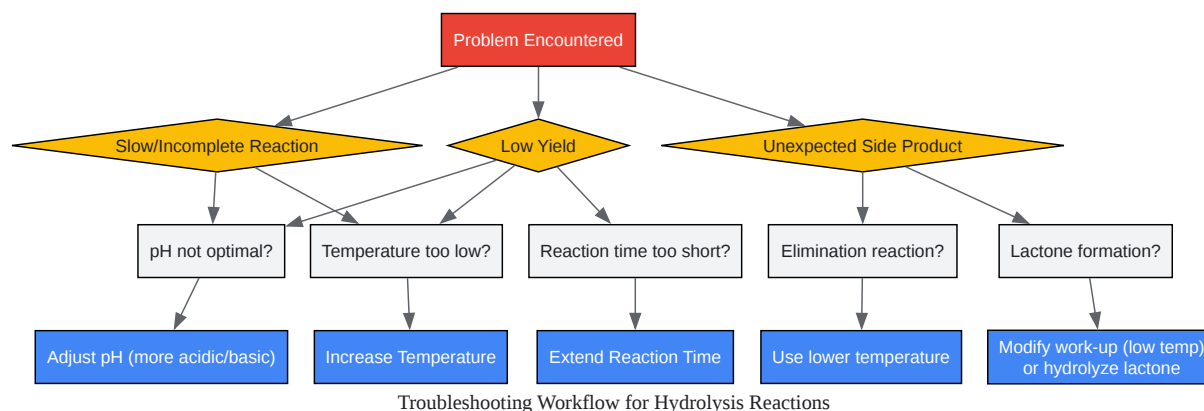 Problem Encountered
Slow/Incomplete Reaction
Low Yield
Unexpected Side Product
pH not optimal?
Temperature too low?
Reaction time too short?
Elimination reaction?
Lactone formation?
Adjust pH (more acidic/basic)
Increase Temperature
Extend Reaction Time
Use lower temperature
Modify work-up (low temp)
or hydrolyze lactone
Troubleshooting Workflow for Hydrolysis Reactions